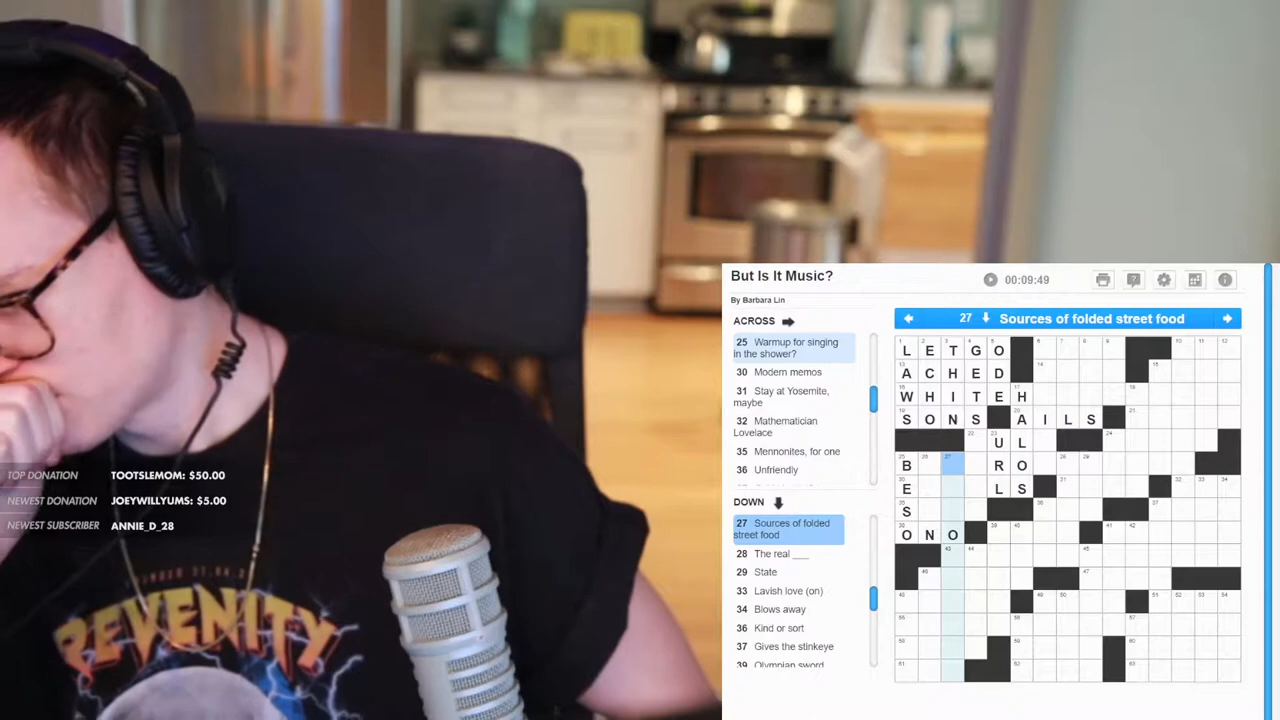 But Is It Music?
00:09:49
By Barbara Lin
ACROSS
27 Sources of folded street food
25 Warmup for singing
in the shower?
30 Modern memos
31 Stay at Yosemite,
maybe
32 Mathematician
Lovelace
35 Mennonites, for one
36 Unfriendly
DOWN
27 Sources of folded
street food
28 The real ___
29 State
33 Lavish love (on)
34 Blows away
36 Kind or sort
37 Gives the stinkeye
39 Olympian sword
L E T G O
A C H E D
W H I T E H
S O N S A I L S
U L
B R O
E L S
S
O N O
TOP DONATION TOOTSLEMOM: $50.00
NEWEST DONATION JOEYWILLYUMS: $5.00
NEWEST SUBSCRIBER ANNIE_D_28
REVENITY